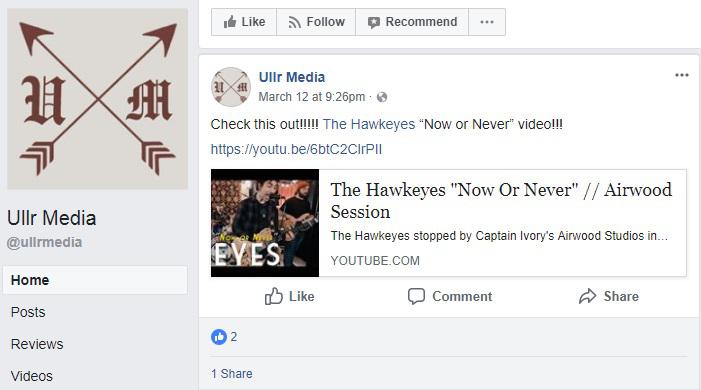 U M
Ullr Media
@ullrmedia
Home
Posts
Reviews
Videos
Like
Follow
Recommend
U M
Ullr Media
March 12 at 9:26pm ·
Check this out!!!!! The Hawkeyes “Now or Never” video!!!
https://youtu.be/6btC2ClrPlI
NOW OR NEVER
EYES
The Hawkeyes "Now Or Never" // Airwood
Session
The Hawkeyes stopped by Captain Ivory's Airwood Studios in...
YOUTUBE.COM
Like
Comment
Share
2
1 Share